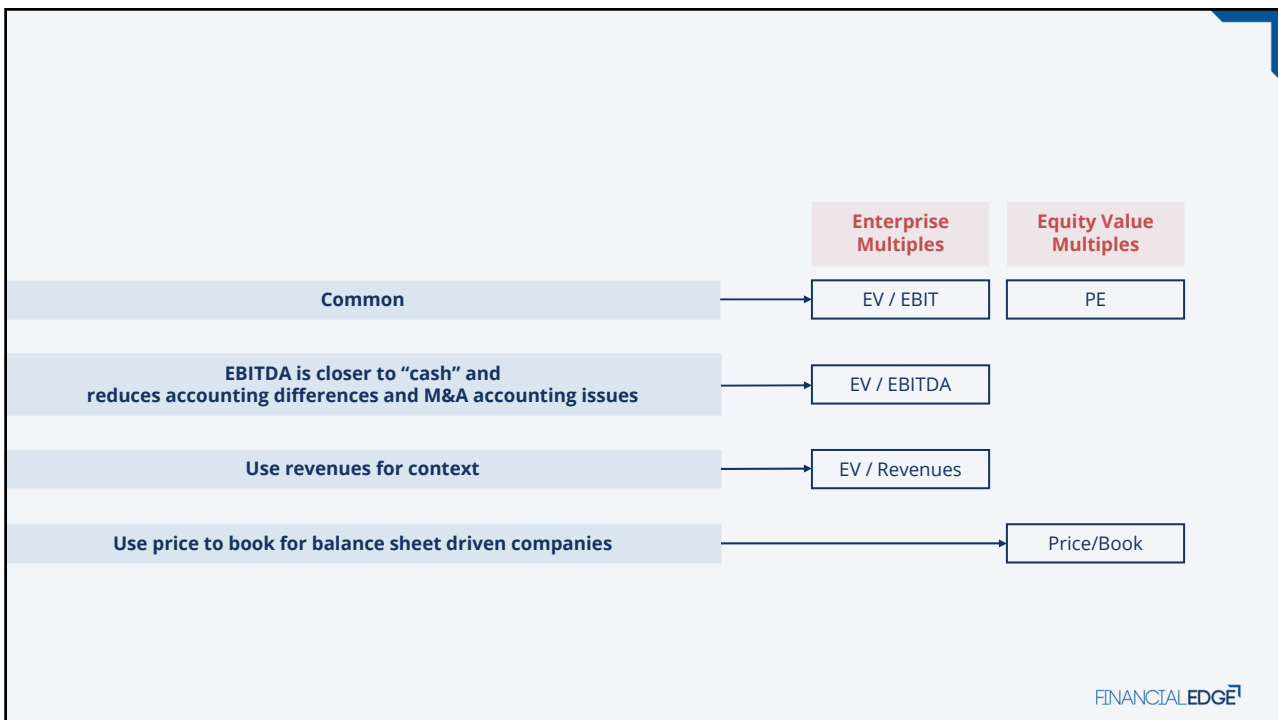 Enterprise
Multiples
Equity Value
Multiples
Common
EV / EBIT
PE
EBITDA is closer to “cash” and
reduces accounting differences and M&A accounting issues
EV / EBITDA
Use revenues for context
EV / Revenues
Use price to book for balance sheet driven companies
Price/Book
FINANCIALEDGE